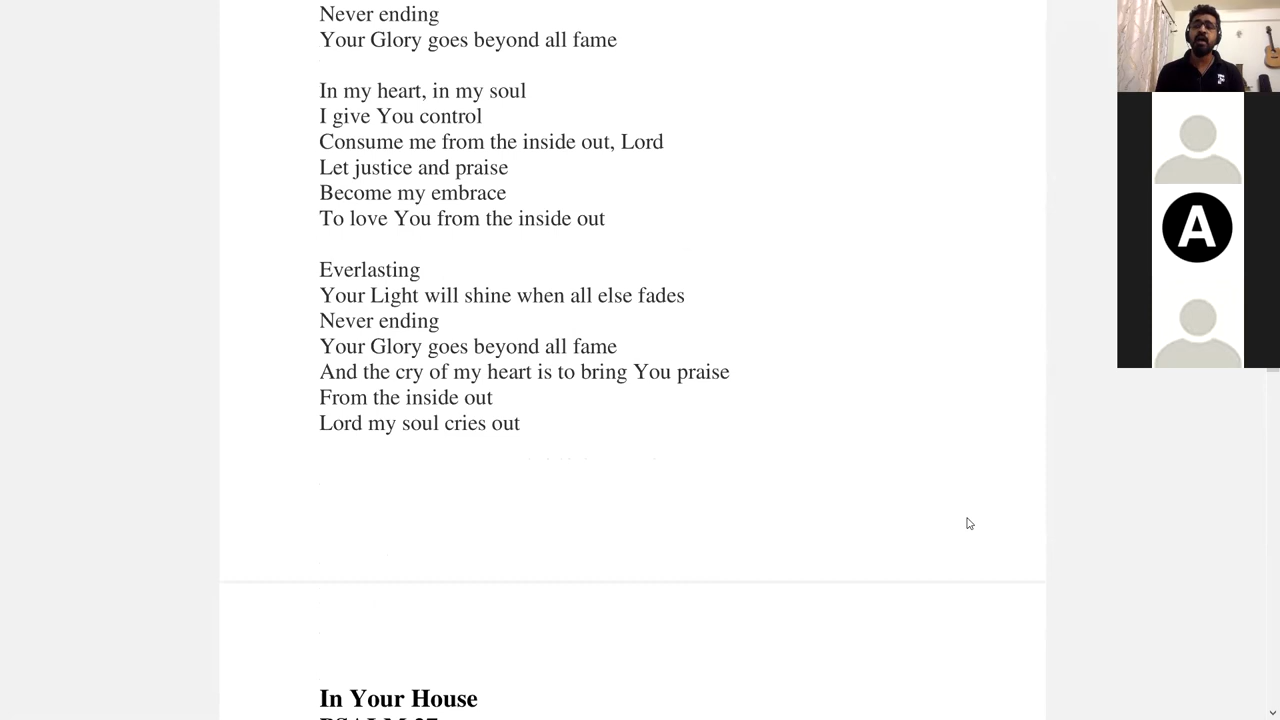 Never ending
Your Glory goes beyond all fame
In my heart, in my soul
I give You control
Consume me from the inside out, Lord
Let justice and praise
Become my embrace
To love You from the inside out
Everlasting
Your Light will shine when all else fades
Never ending
Your Glory goes beyond all fame
And the cry of my heart is to bring You praise
From the inside out
Lord my soul cries out
In Your House
PSALM 27
A